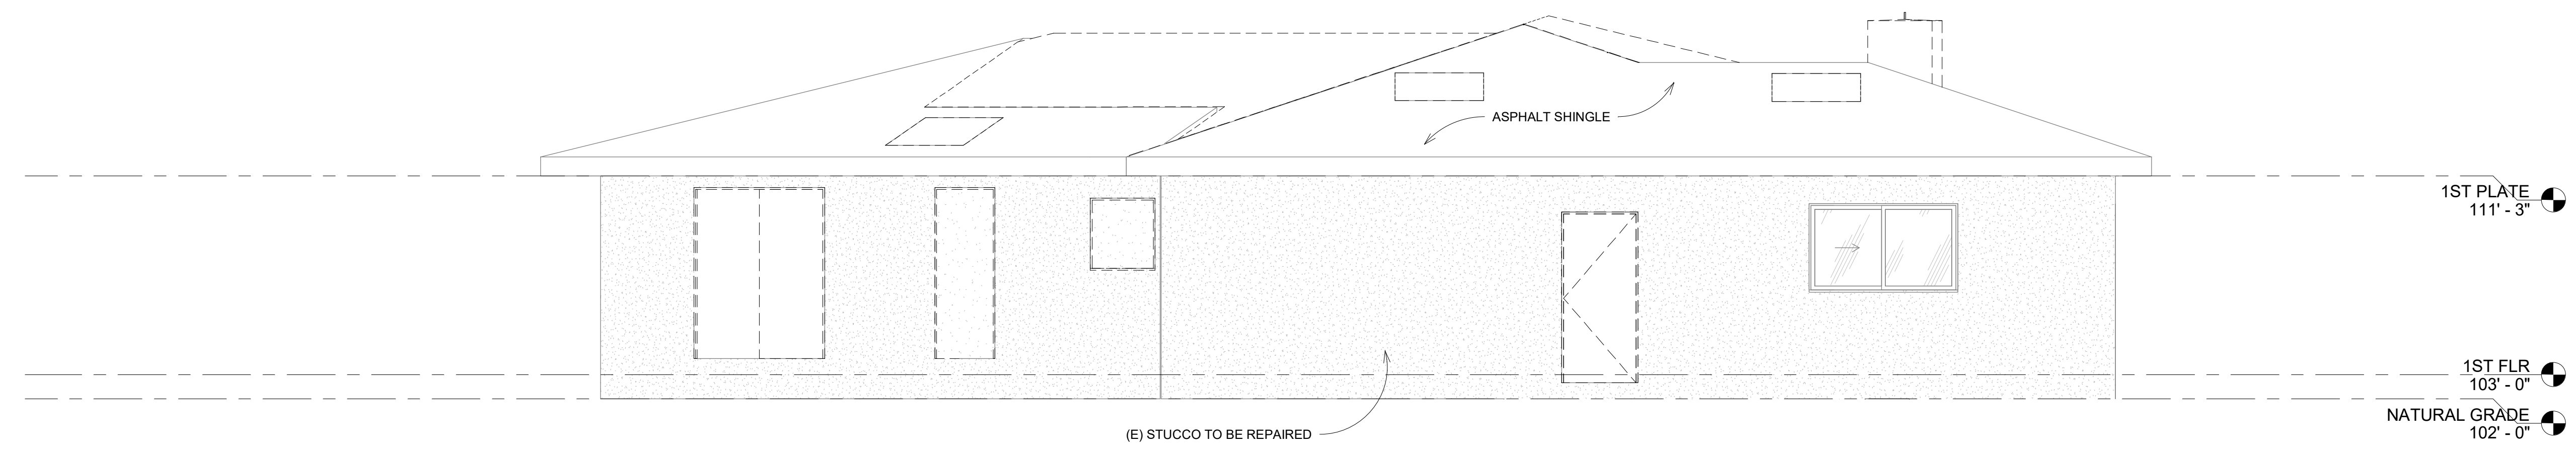 ASPHALT SHINGLE
1ST PLATE
111' - 3"
1ST FLR
103' - 0"
NATURAL GRADE
102' - 0"
(E) STUCCO TO BE REPAIRED